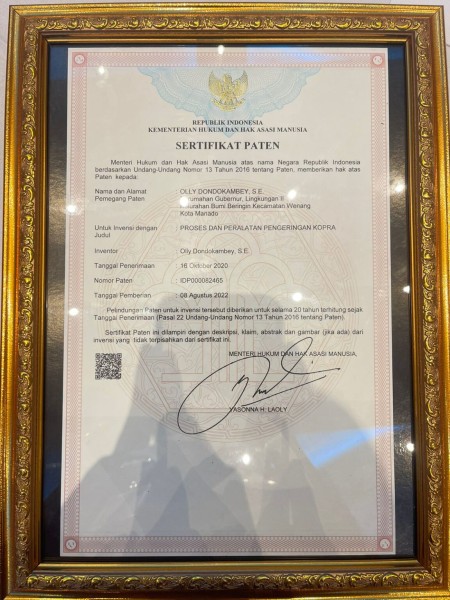 REPUBLIK INDONESIA
KEMENTERIAN HUKUM DAN HAK ASASI MANUSIA
SERTIFIKAT PATEN
Menteri Hukum dan Hak Asasi Manusia atas nama Negara Republik Indonesia
berdasarkan Undang-Undang Nomor 13 Tahun 2016 tentang Paten, memberikan hak atas
Paten kepada:
Nama dan Alamat : OLLY DONDOKAMBEY, S.E.
Pemegang Paten Perumahan Gubernur, Lingkungan II
Kelurahan Bumi Beringin Kecamatan Wenang
Kota Manado
Untuk Invensi dengan : PROSES DAN PERALATAN PENGERINGAN KOPRA
Judul
Inventor : Olly Dondokambey, S.E.
Tanggal Penerimaan : 16 Oktober 2020
Nomor Paten : IDP000082465
Tanggal Pemberian : 08 Agustus 2022
Pelindungan Paten untuk invensi tersebut diberikan untuk selama 20 tahun terhitung sejak
Tanggal Penerimaan (Pasal 22 Undang-Undang Nomor 13 Tahun 2016 tentang Paten).
Sertifikat Paten ini dilampiri dengan deskripsi, klaim, abstrak dan gambar (jika ada) dari
invensi yang tidak terpisahkan dari sertifikat ini.
MENTERI HUKUM DAN HAK ASASI MANUSIA,
YASONNA H. LAOLY